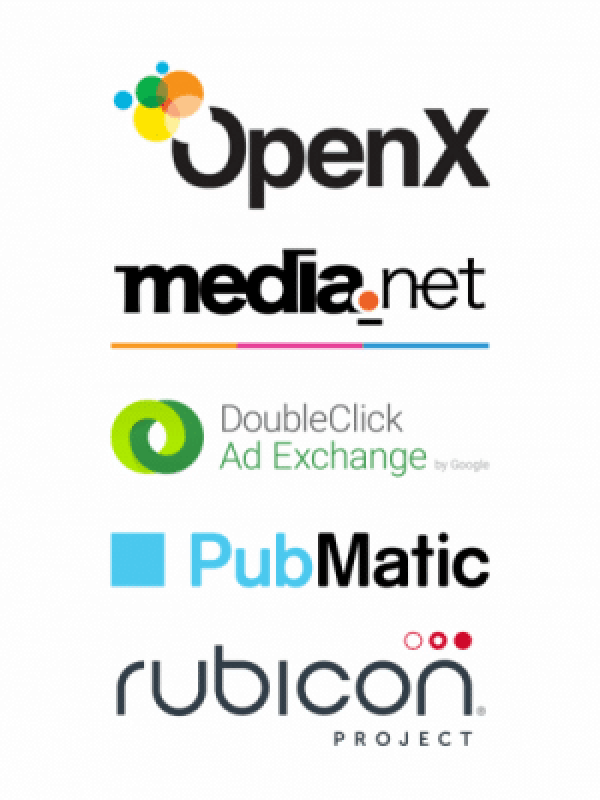 OpenX
media.net
DoubleClick
Ad Exchange by Google
PubMatic
rubicon®
PROJECT